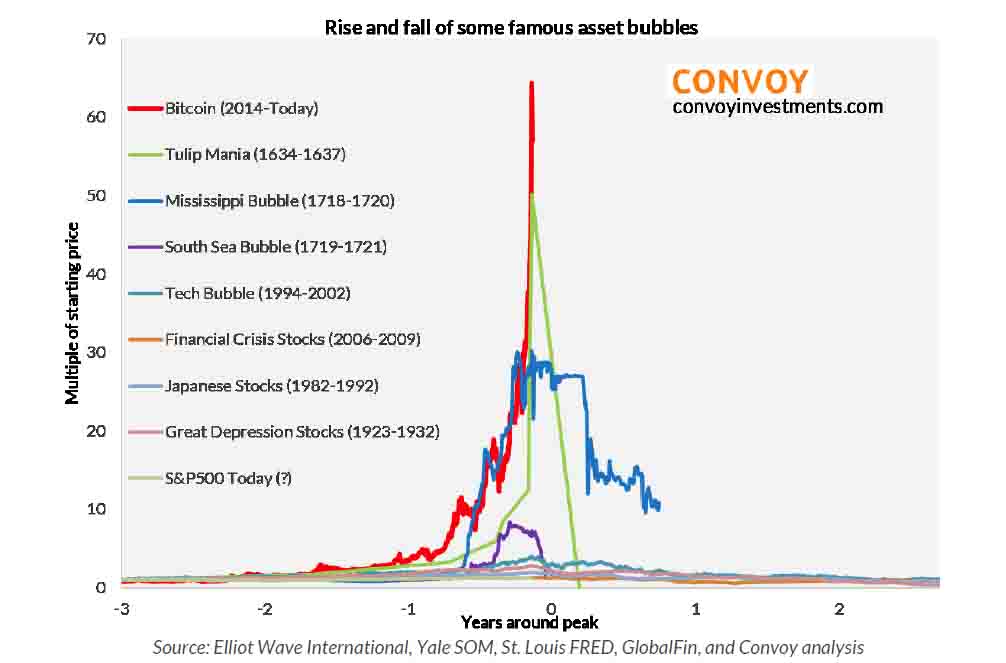 Rise and fall of some famous asset bubbles
CONVOY
convoyinvestments.com
Multiple of starting price
70
60
50
40
30
20
10
0
Bitcoin (2014-Today)
Tulip Mania (1634-1637)
Mississippi Bubble (1718-1720)
South Sea Bubble (1719-1721)
Tech Bubble (1994-2002)
Financial Crisis Stocks (2006-2009)
Japanese Stocks (1982-1992)
Great Depression Stocks (1923-1932)
S&P500 Today (?)
-3 -2 -1 0 1 2
Years around peak
Source: Elliot Wave International, Yale SOM, St. Louis FRED, GlobalFin, and Convoy analysis